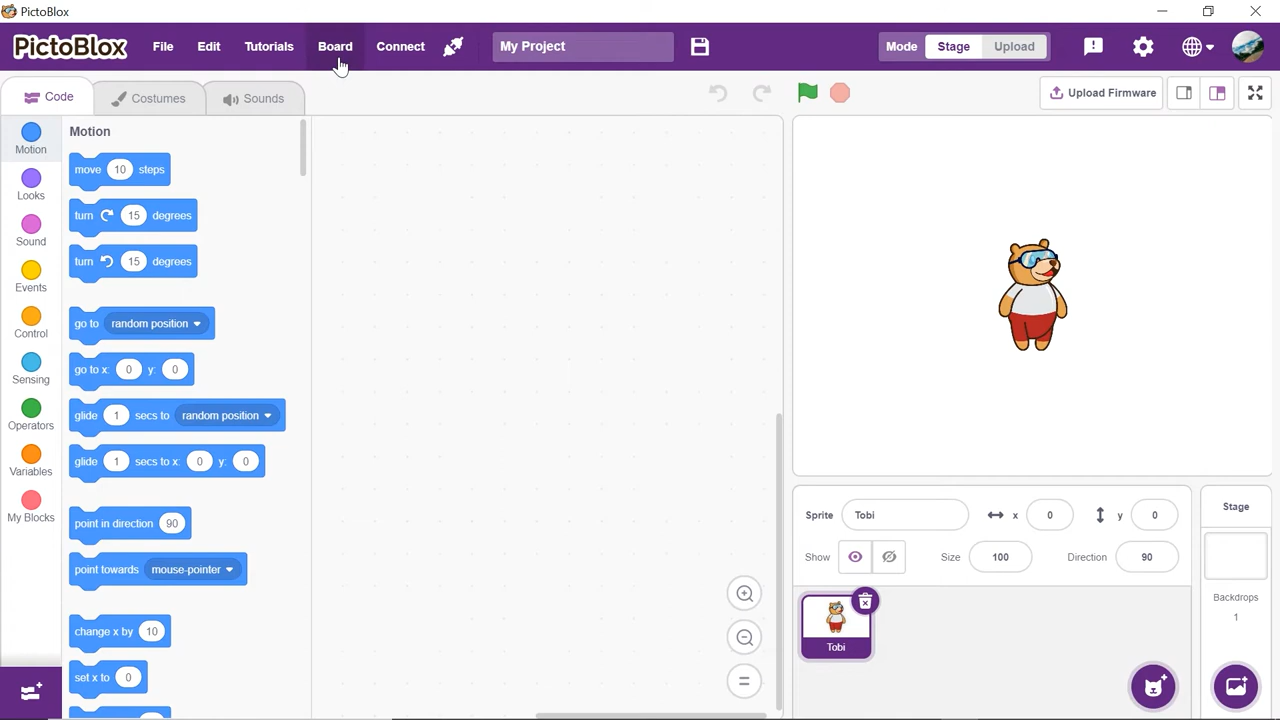 PictoBlox
PictoBlox File Edit Tutorials Board Connect My Project Mode Stage Upload
Code Costumes Sounds Upload Firmware
Motion
Looks
Sound
Events
Control
Sensing
Operators
Variables
My Blocks
Motion
move 10 steps
turn 15 degrees
turn 15 degrees
go to random position
go to x: 0 y: 0
glide 1 secs to random position
glide 1 secs to x: 0 y: 0
point in direction 90
point towards mouse-pointer
change x by 10
set x to 0
Sprite Tobi x 0 y 0
Show Size 100 Direction 90
Tobi
Stage
Backdrops
1